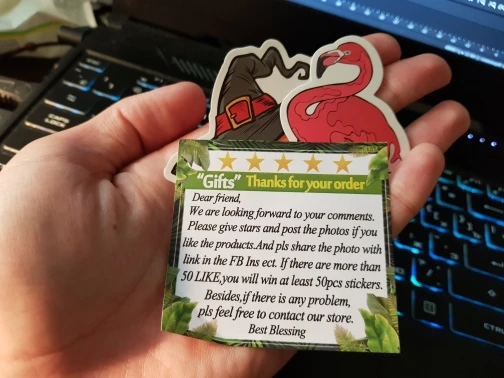 "Gifts" Thanks for your order
Dear friend,
We are looking forward to your comments.
Please give stars and post the photos if you
like the products.And pls share the photo with
link in the FB Ins ect. If there are more than
50 LIKE,you will win at least 50pcs stickers.
Besides,if there is any problem,
pls feel free to contact our store.
Best Blessing
CAPS LOCK